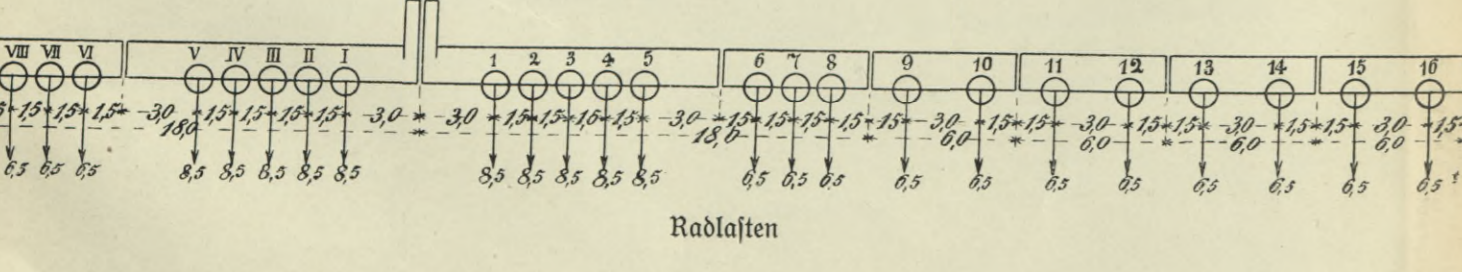 VIII VII VI V IV III II I 1 2 3 4 5 6 7 8 9 10 11 12 13 14 15 16
1,5 1,5 1,5 3,0 1,5 1,5 1,5 1,5 3,0 3,0 1,5 1,5 1,5 1,5 3,0 1,5 1,5 1,5 1,5 1,5 3,0 1,5 1,5 3,0 1,5 1,5 3,0 1,5 1,5 3,0 1,5
18,0 18,0 6,0 6,0 6,0 6,0
6,5 6,5 6,5 8,5 8,5 8,5 8,5 8,5 8,5 8,5 8,5 8,5 8,5 6,5 6,5 6,5 6,5 6,5 6,5 6,5 6,5 6,5 6,5 6,5 t
Radlaſten